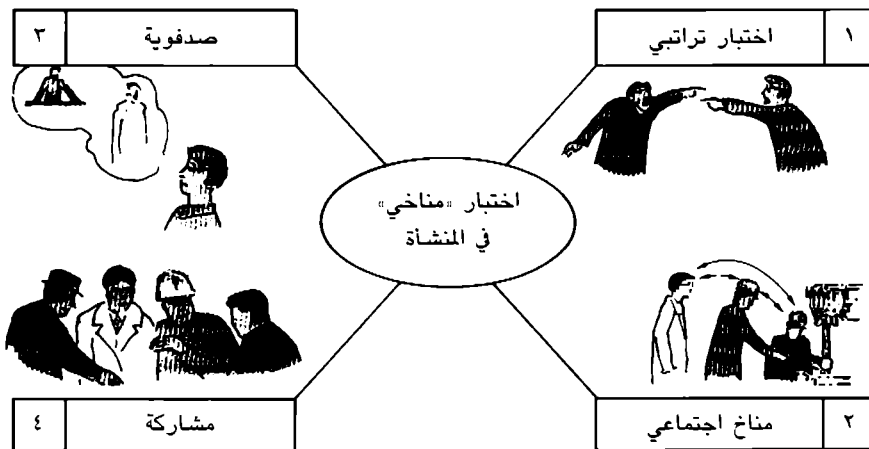 ١ اختبار تراتبي
٣ صدفوية
اختبار «مناخي»
في المنشأة
٢ مناخ اجتماعي
٤ مشاركة